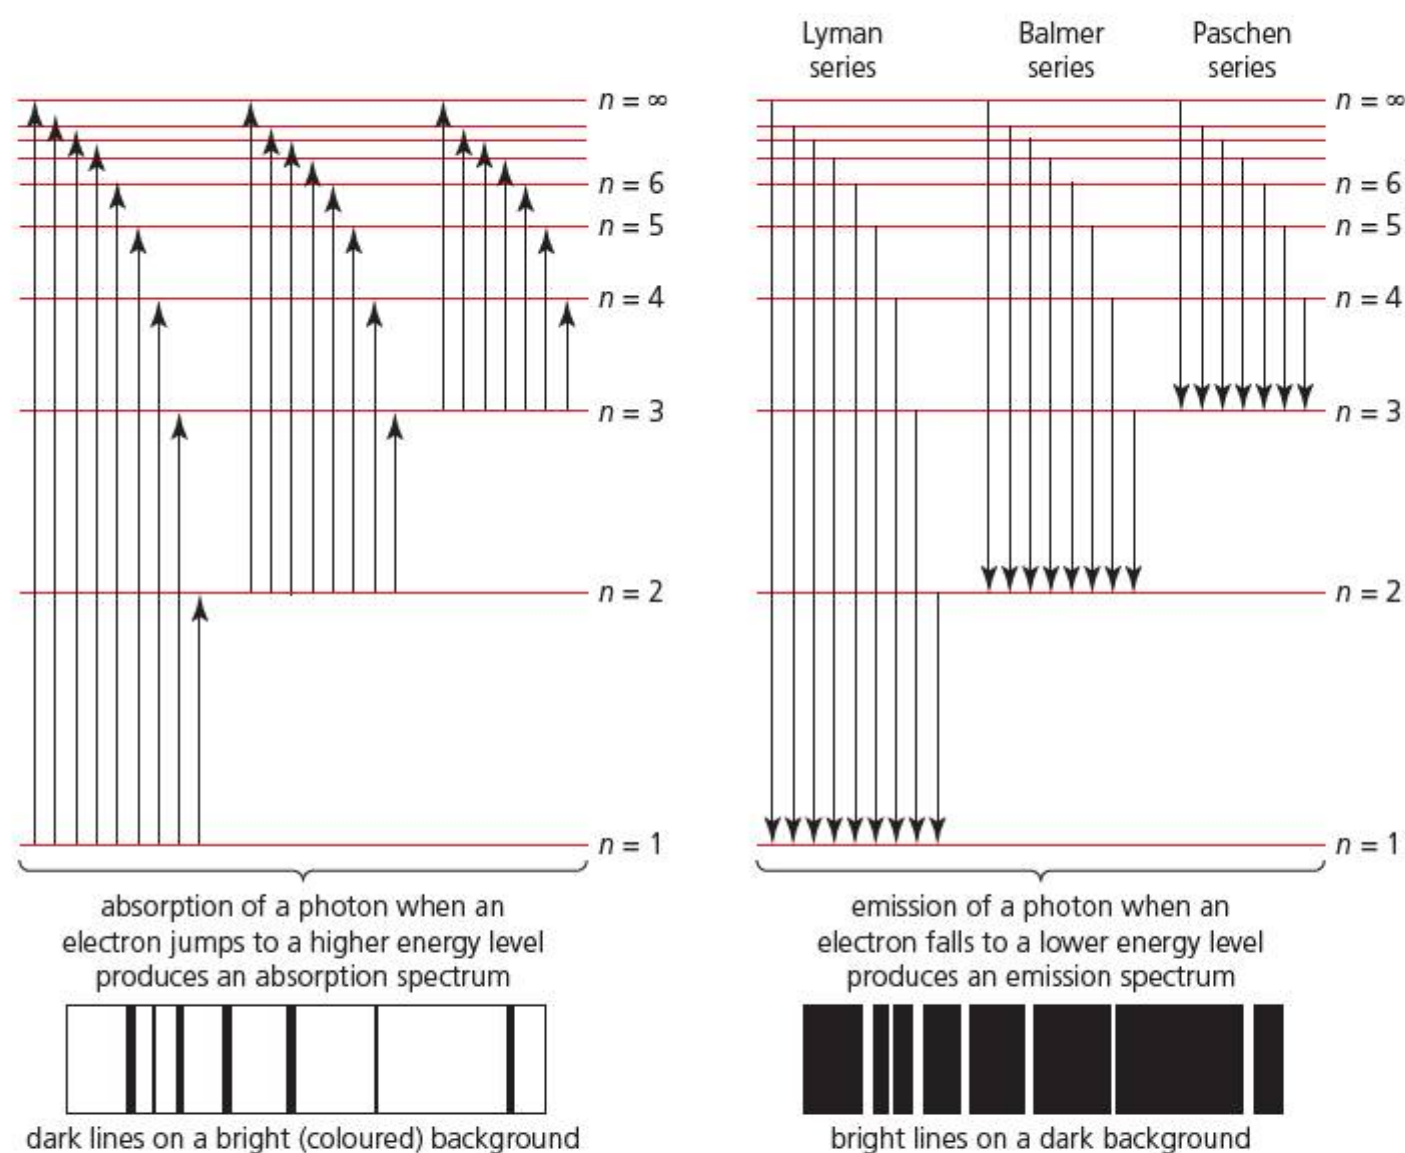 Lyman series
Balmer series
Paschen series
n = ∞
n = 6
n = 5
n = 4
n = 3
n = 2
n = 1
absorption of a photon when an
electron jumps to a higher energy level
produces an absorption spectrum
dark lines on a bright (coloured) background
n = ∞
n = 6
n = 5
n = 4
n = 3
n = 2
n = 1
emission of a photon when an
electron falls to a lower energy level
produces an emission spectrum
bright lines on a dark background